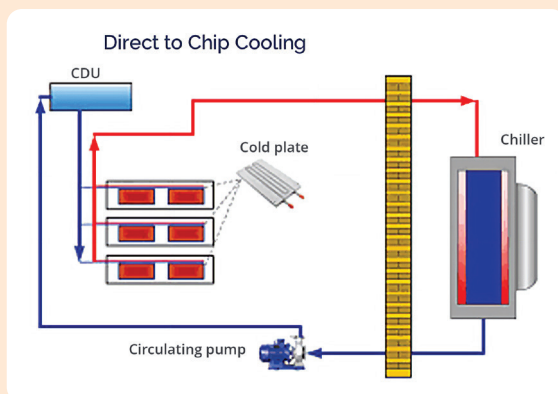 Direct to Chip Cooling
CDU
Cold plate
Chiller
Circulating pump